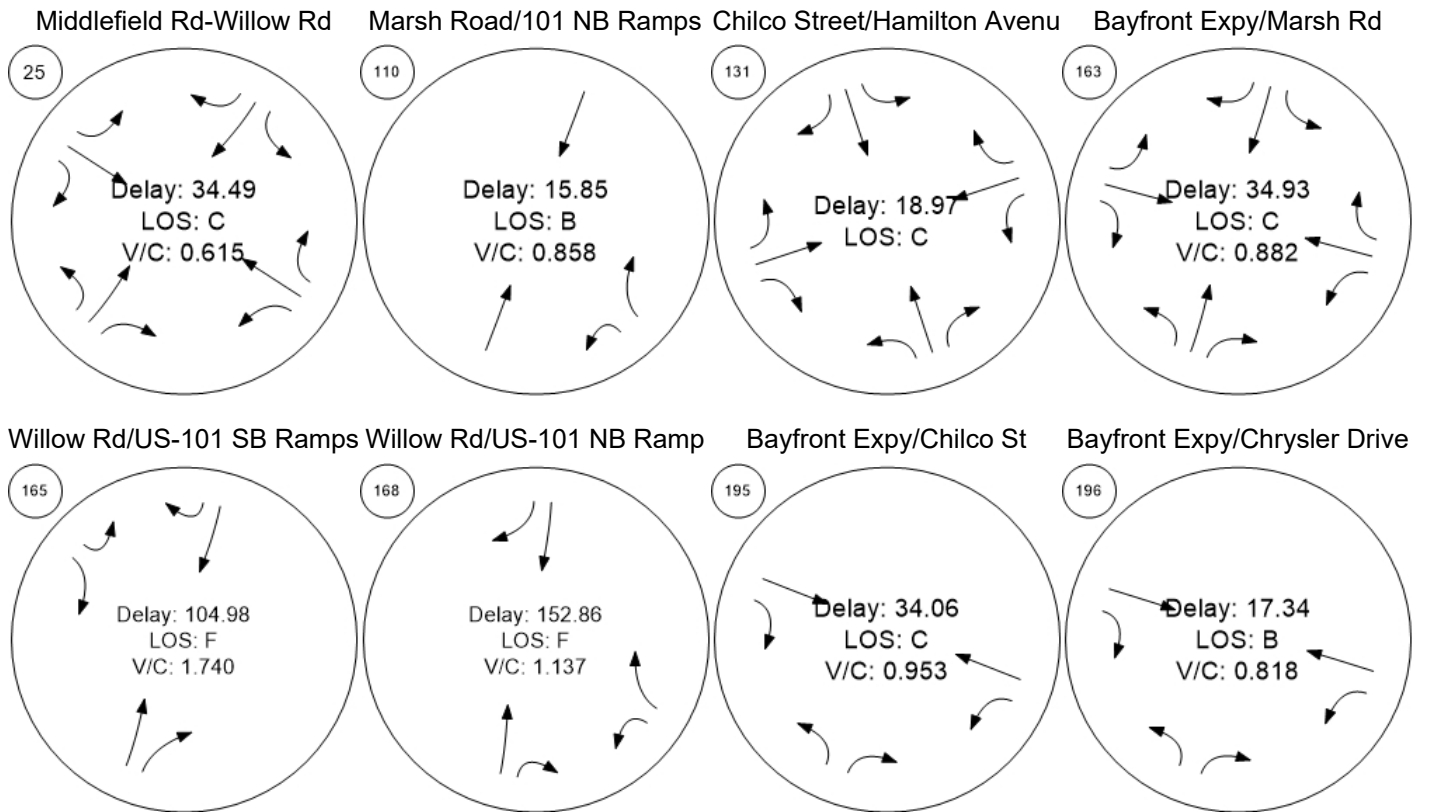 Middlefield Rd-Willow Rd
25
Delay: 34.49
LOS: C
V/C: 0.615
Marsh Road/101 NB Ramps
110
Delay: 15.85
LOS: B
V/C: 0.858
Chilco Street/Hamilton Avenu
131
Delay: 18.97
LOS: C
Bayfront Expy/Marsh Rd
163
Delay: 34.93
LOS: C
V/C: 0.882
Willow Rd/US-101 SB Ramps
165
Delay: 104.98
LOS: F
V/C: 1.740
Willow Rd/US-101 NB Ramp
168
Delay: 152.86
LOS: F
V/C: 1.137
Bayfront Expy/Chilco St
195
Delay: 34.06
LOS: C
V/C: 0.953
Bayfront Expy/Chrysler Drive
196
Delay: 17.34
LOS: B
V/C: 0.818